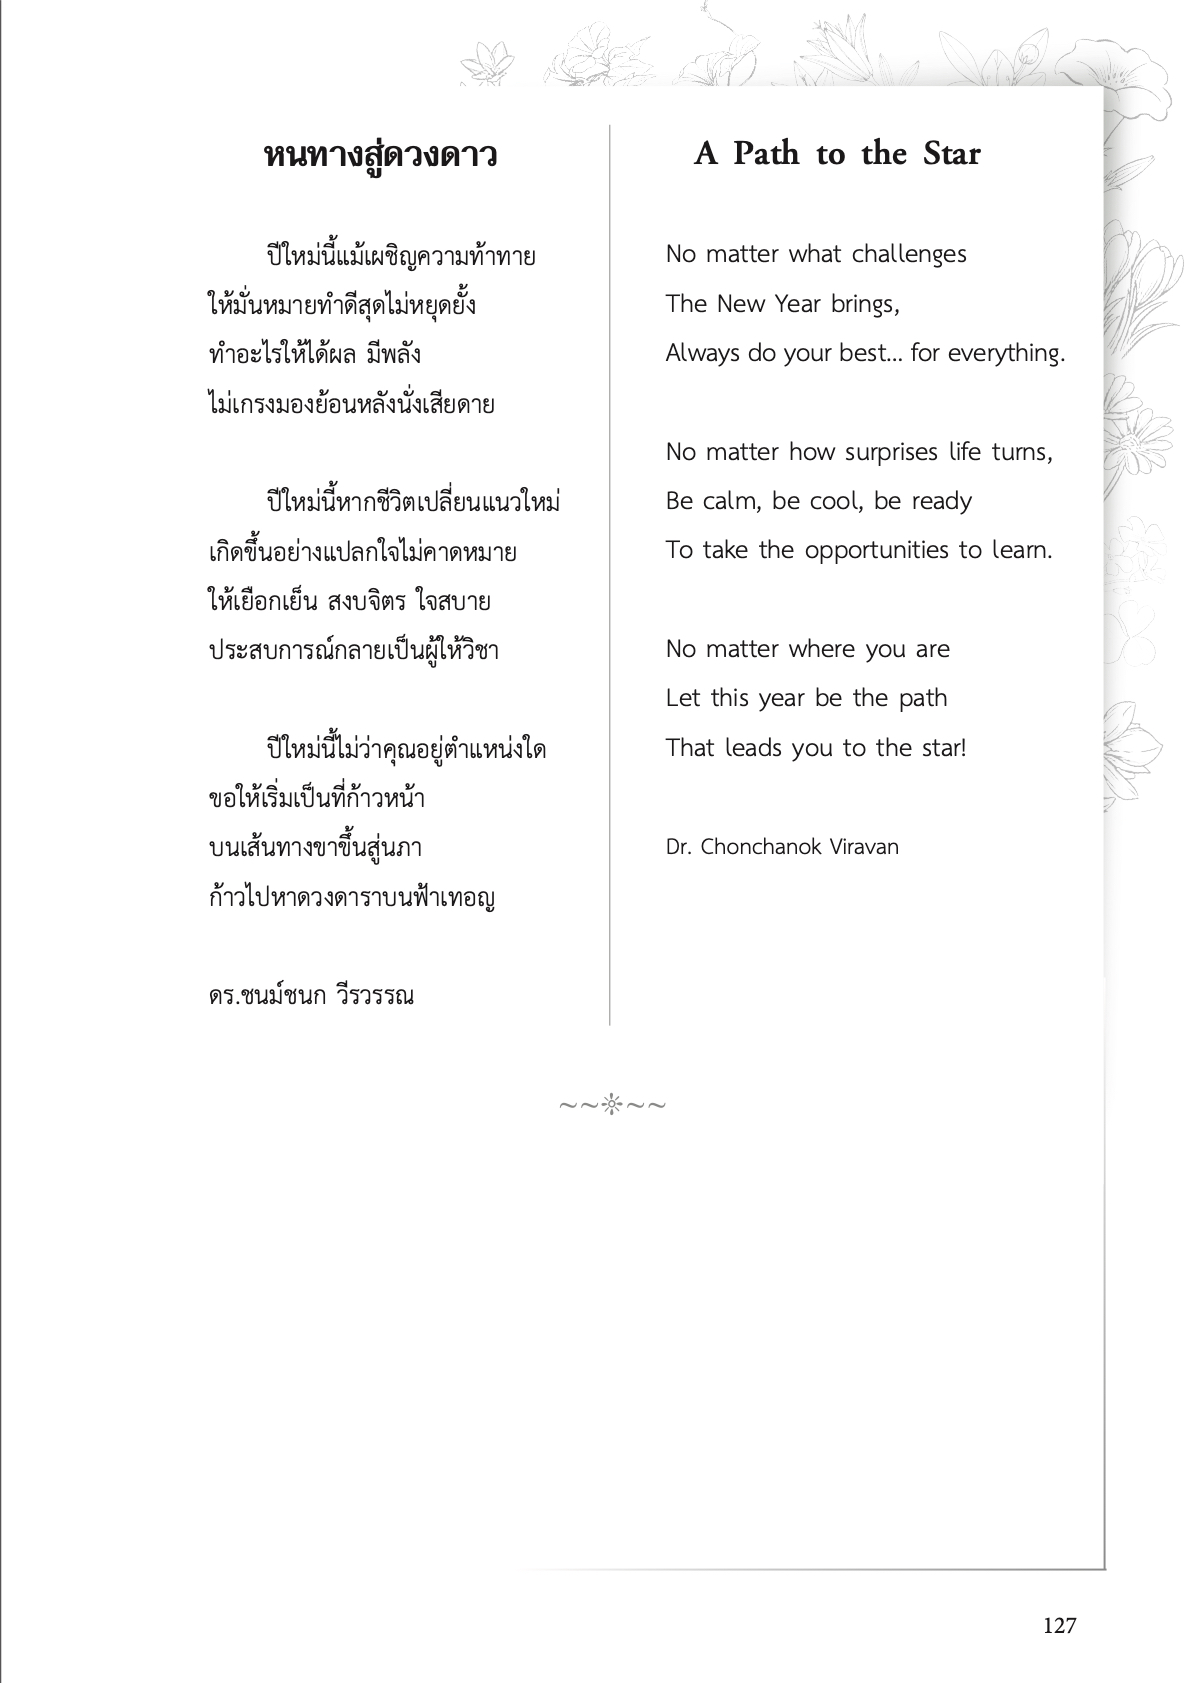 หนทางสู่ดวงดาว
ปีใหม่นี้แม้เผชิญความท้าทาย
ให้มั่นหมายทำดีสุดไม่หยุดยั้ง
ทำอะไรให้ได้ผล มีพลัง
ไม่เกรงมองย้อนหลังนั่งเสียดาย
ปีใหม่นี้หากชีวิตเปลี่ยนแนวใหม่
เกิดขึ้นอย่างแปลกใจไม่คาดหมาย
ให้เยือกเย็น สงบจิตร ใจสบาย
ประสบการณ์กลายเป็นผู้ให้วิชา
ปีใหม่นี้ไม่ว่าคุณอยู่ตำแหน่งใด
ขอให้เริ่มเป็นที่ก้าวหน้า
บนเส้นทางขาขึ้นสู่นภา
ก้าวไปหาดวงดาราบนฟ้าเทอญ
ดร.ชนม์ชนก วีรวรรณ
A Path to the Star
No matter what challenges
The New Year brings,
Always do your best... for everything.
No matter how surprises life turns,
Be calm, be cool, be ready
To take the opportunities to learn.
No matter where you are
Let this year be the path
That leads you to the star!
Dr. Chonchanok Viravan
~~❊~~
127